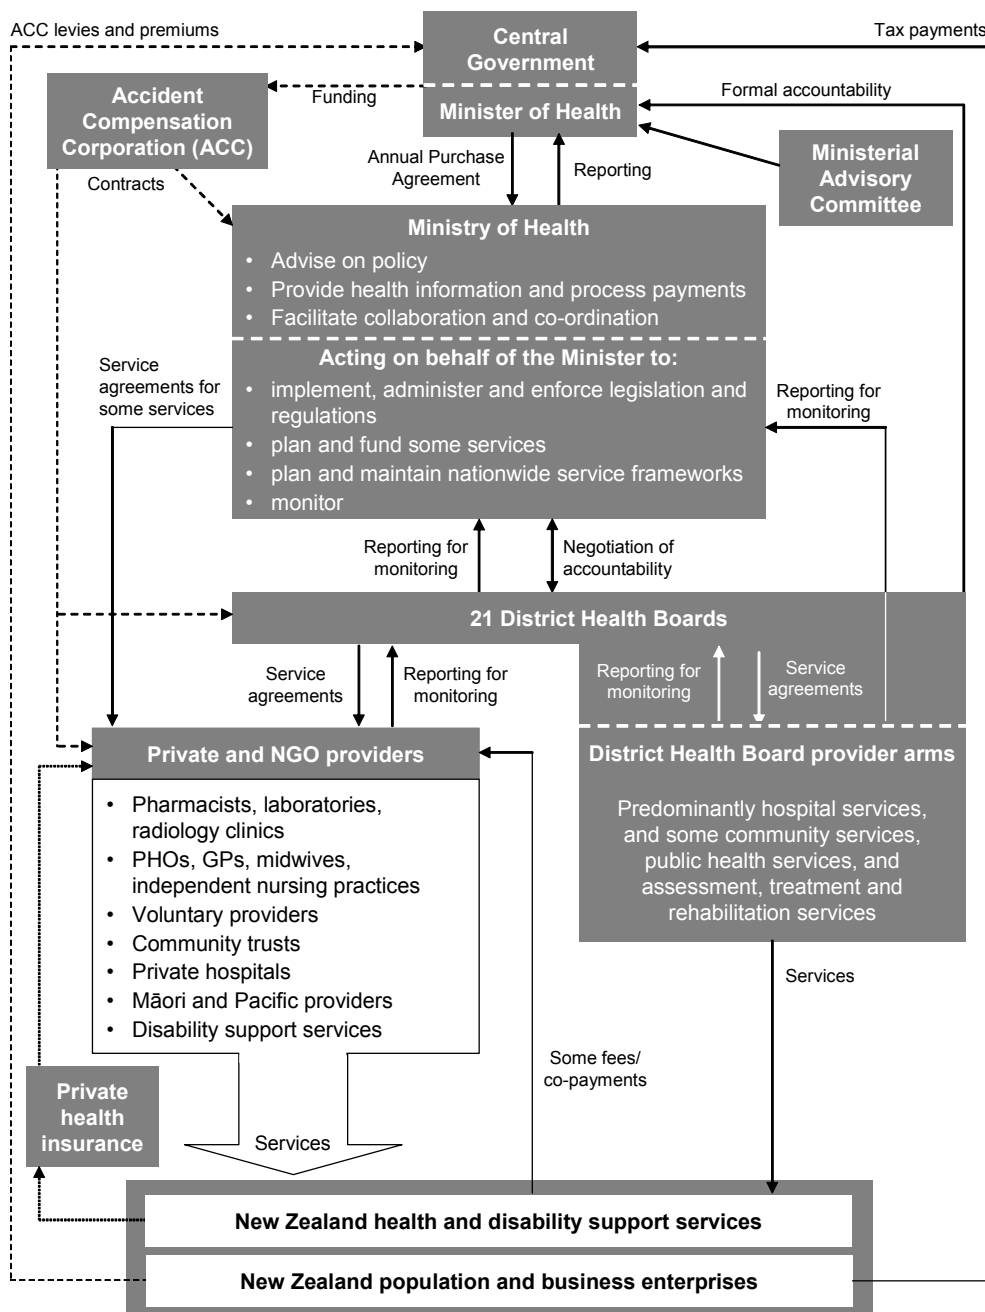 ACC levies and premiums
Tax payments
Central
Government
Minister of Health
Funding
Formal accountability
Accident
Compensation
Corporation (ACC)
Contracts
Annual Purchase
Agreement
Reporting
Ministerial
Advisory
Committee
Ministry of Health
• Advise on policy
• Provide health information and process payments
• Facilitate collaboration and co-ordination
Acting on behalf of the Minister to:
• implement, administer and enforce legislation and
regulations
• plan and fund some services
• plan and maintain nationwide service frameworks
• monitor
Service
agreements for
some services
Reporting for
monitoring
Reporting for
monitoring
Negotiation of
accountability
21 District Health Boards
Service
agreements
Reporting for
monitoring
Reporting for
monitoring
Service
agreements
Private and NGO providers
• Pharmacists, laboratories,
radiology clinics
• PHOs, GPs, midwives,
independent nursing practices
• Voluntary providers
• Community trusts
• Private hospitals
• Māori and Pacific providers
• Disability support services
District Health Board provider arms
Predominantly hospital services,
and some community services,
public health services, and
assessment, treatment and
rehabilitation services
Services
Some fees/
co-payments
Private
health
insurance
Services
New Zealand health and disability support services
New Zealand population and business enterprises